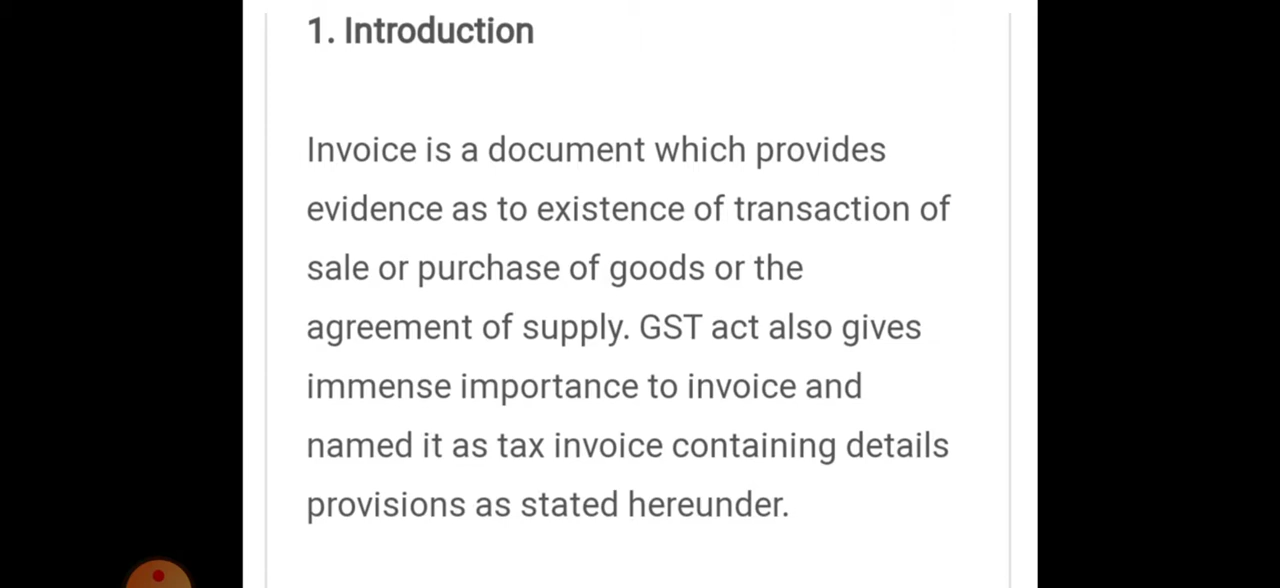 1. Introduction
Invoice is a document which provides
evidence as to existence of transaction of
sale or purchase of goods or the
agreement of supply. GST act also gives
immense importance to invoice and
named it as tax invoice containing details
provisions as stated hereunder.